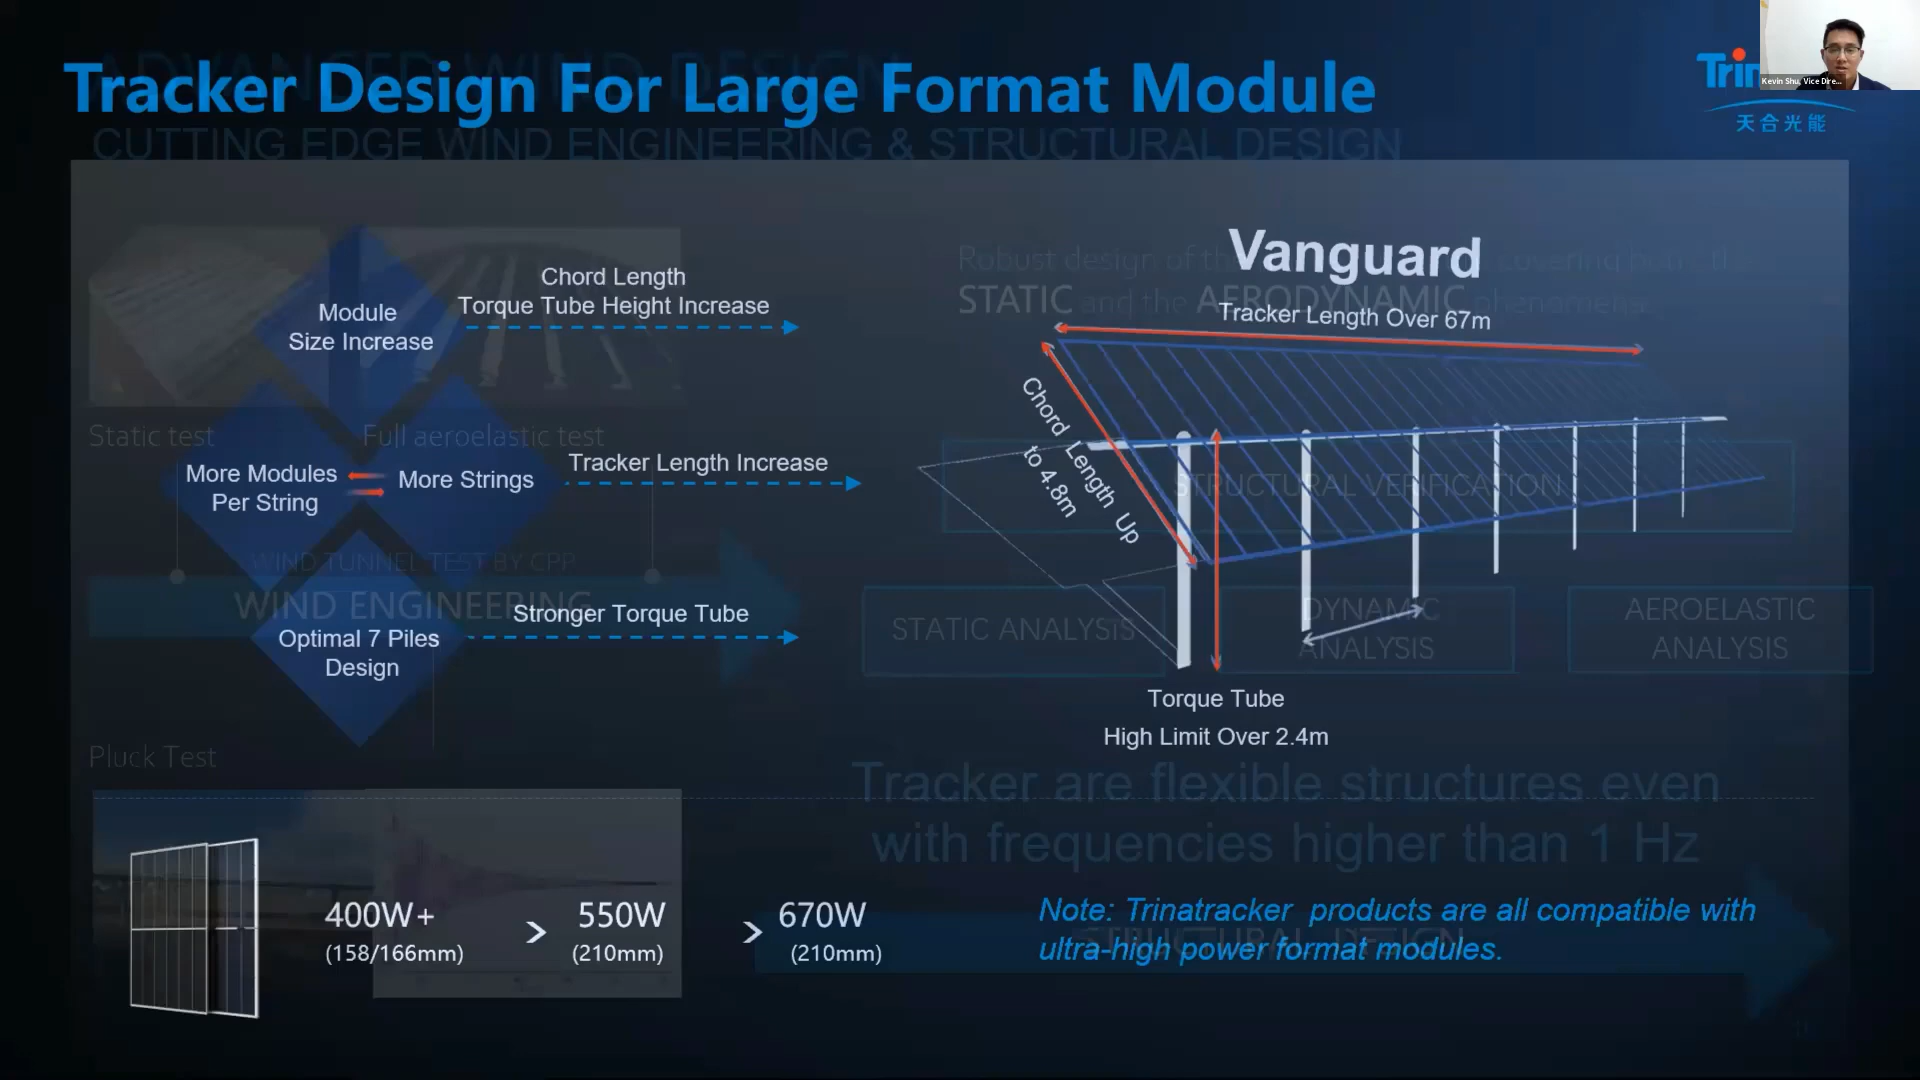 Tracker Design For Large Format Module
ADVANCED WIND DESIGN
CUTTING EDGE WIND ENGINEERING & STRUCTURAL DESIGN
Trin
天合光能
Kevin Shu, Vice Dire...
Module
Size Increase
Chord Length
Torque Tube Height Increase
More Modules
Per String
More Strings
Tracker Length Increase
Optimal 7 Piles
Design
Stronger Torque Tube
Static test
Full aeroelastic test
WIND TUNNEL TEST BY CPP
WIND ENGINEERING
Pluck Test
Vanguard
Robust design of th
covering
STATIC and the AERODYNAMIC phenomena
Tracker Length Over 67m
Chord Length Up
to 4.8m
STRUCTURAL VERIFICATION
STATIC ANALYSIS
DYNAMIC
ANALYSIS
AEROELASTIC
ANALYSIS
Torque Tube
High Limit Over 2.4m
Tracker are flexible structures even
with frequencies higher than 1 Hz
400W+
(158/166mm)
>
550W
(210mm)
>
670W
(210mm)
Note: Trinatracker products are all compatible with
ultra-high power format modules.
STRUCTURAL DESIGN